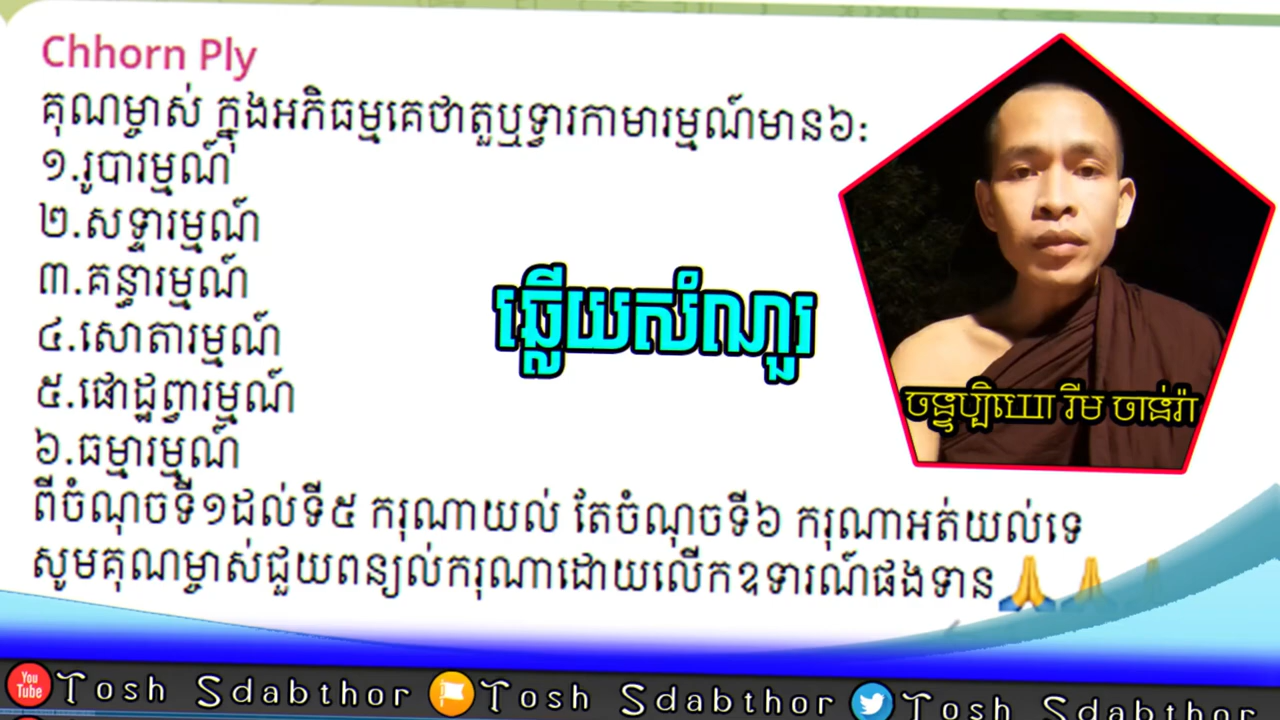 Chhorn Ply
គុណម្ចាស់ ក្នុងអភិធម្មគេថាតួឬទ្វារកាមារម្មណ៍មាន៦:
១.រូបារម្មណ៍
២.សទ្ទារម្មណ៍
៣.គន្ធារម្មណ៍
៤.សោតារម្មណ៍
៥.ផោដ្ឋព្វារម្មណ៍
៦.ធម្មារម្មណ៍
ពីចំណុចទី១ដល់ទី៥ ករុណាយល់ តែចំណុចទី៦ ករុណាអត់យល់ទេ
សូមគុណម្ចាស់ជួយពន្យល់ករុណាដោយលើកឧទារណ៍ផងទាន🙏🙏🙏
ឆ្លើយសំណួរ
ចន្ទប្បិយោ រឹម ចាន់រ៉ា
You Tube Tosh Sdabthor Tosh Sdabthor Tosh Sdabthor